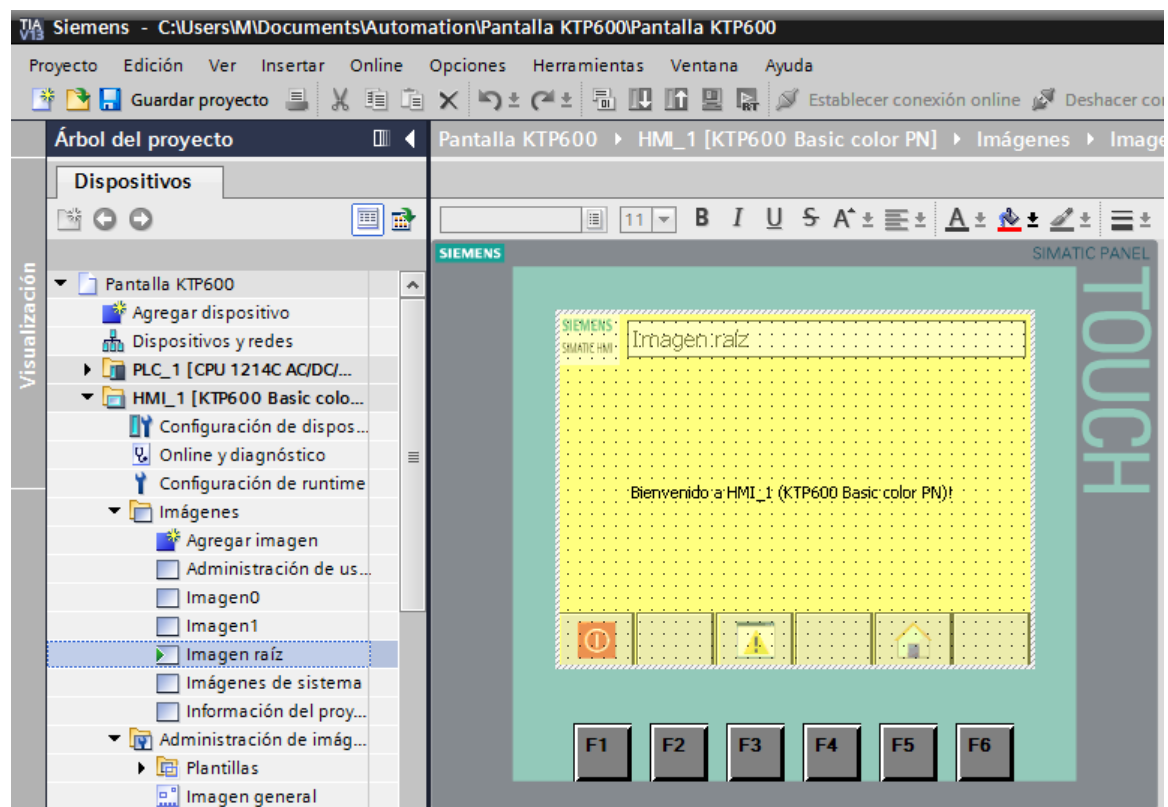 TIA V13 Siemens - C:\Users\M\Documents\Automation\Pantalla KTP600\Pantalla KTP600
Proyecto Edición Ver Insertar Online Opciones Herramientas Ventana Ayuda
Guardar proyecto Establecer conexión online Deshacer co
Árbol del proyecto
Pantalla KTP600 HMI_1 [KTP600 Basic color PN] Imágenes Image
Dispositivos
11 B I U S A A
Visualización
Pantalla KTP600
Agregar dispositivo
Dispositivos y redes
PLC_1 [CPU 1214C AC/DC/...
HMI_1 [KTP600 Basic colo...
Configuración de dispos...
Online y diagnóstico
Configuración de runtime
Imágenes
Agregar imagen
Administración de us...
Imagen0
Imagen1
Imagen raíz
Imágenes de sistema
Información del proy...
Administración de imág...
Plantillas
Imagen general
SIEMENS
SIMATIC PANEL
TOUCH
SIEMENS
SIMATIC HMI
Imagen raíz
Bienvenido a HMI_1 (KTP600 Basic color PN)!
F1 F2 F3 F4 F5 F6